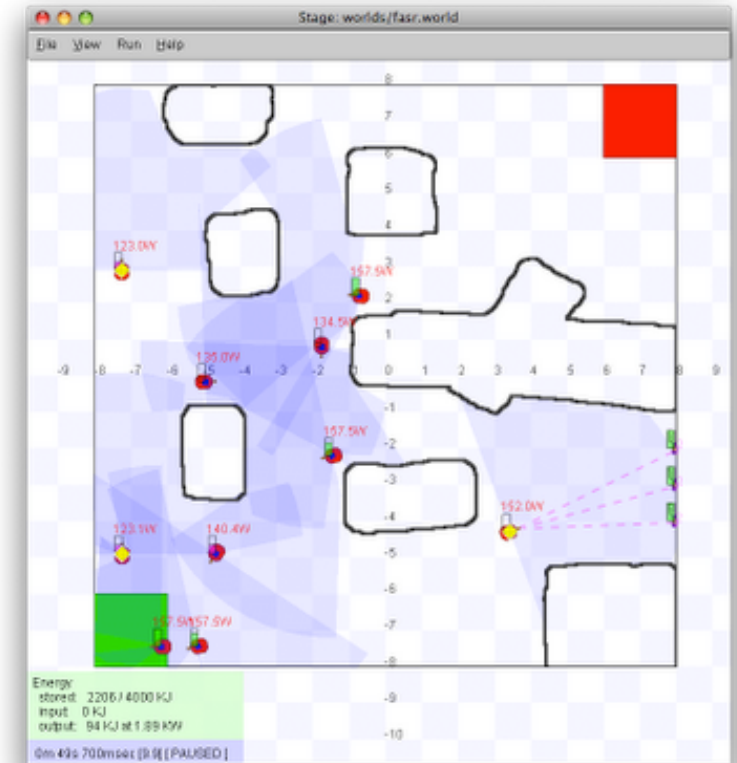 Stage: worlds/fasr.world
File View Run Help
8
7
6
5
4
123.0W
3
157.5W
2
134.5W
1
135.0W
-9 -8 -7 -6 -5 -4 -3 -2 -1 0 1 2 3 4 5 6 7 8 9
-1
157.5W
-2
-3
152.0W
-4
123.1W 140.4W
-5
-6
157.5W 157.5W
-7
-8
Energy
stored: 2206 / 4000 KJ
input: 0 KJ
output: 94 KJ at 1.89 kW
-9
-10
0m 49s 700msec [9.9] [ PAUSED ]